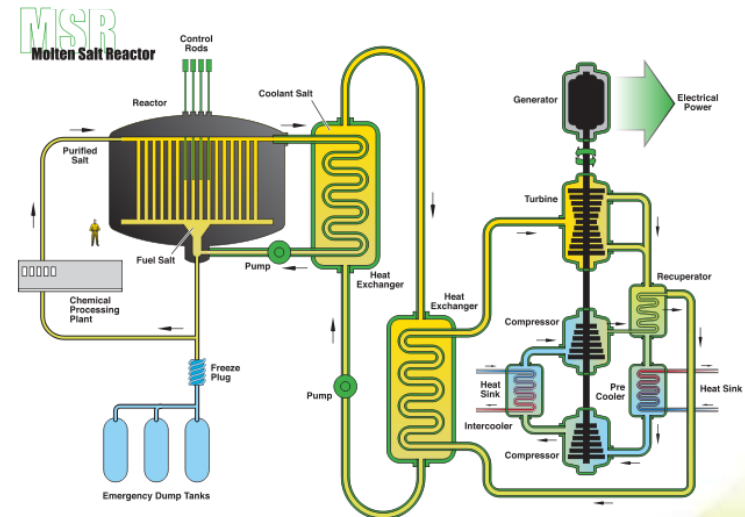 MSR
Molten Salt Reactor
Control
Rods
Reactor
Coolant Salt
Purified
Salt
Fuel Salt
Pump
Heat
Exchanger
Chemical
Processing
Plant
Freeze
Plug
Emergency Dump Tanks
Pump
Heat
Exchanger
Generator
Electrical
Power
Turbine
Recuperator
Compressor
Heat
Sink
Intercooler
Pre
Cooler
Heat Sink
Compressor